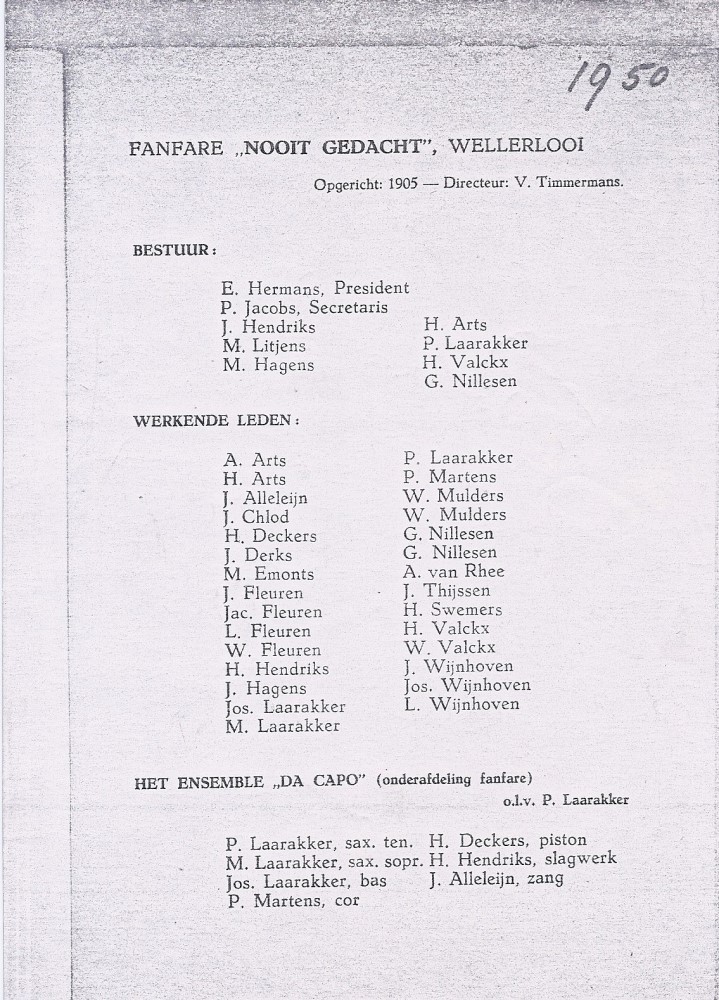 1950
FANFARE „NOOIT GEDACHT”, WELLERLOOI
Opgericht: 1905 — Directeur: V. Timmermans.
BESTUUR:
E. Hermans, President
P. Jacobs, Secretaris
J. Hendriks
M. Litjens
M. Hagens
H. Arts
P. Laarakker
H. Valckx
G. Nillesen
WERKENDE LEDEN:
A. Arts
H. Arts
J. Alleleijn
J. Chlod
H. Deckers
J. Derks
M. Emonts
J. Fleuren
Jac. Fleuren
L. Fleuren
W. Fleuren
H. Hendriks
J. Hagens
Jos. Laarakker
M. Laarakker
P. Laarakker
P. Martens
W. Mulders
W. Mulders
G. Nillesen
G. Nillesen
A. van Rhee
J. Thijssen
H. Swemers
H. Valckx
W. Valckx
J. Wijnhoven
Jos. Wijnhoven
L. Wijnhoven
HET ENSEMBLE „DA CAPO” (onderafdeling fanfare)
o.l.v. P. Laarakker
P. Laarakker, sax. ten.
M. Laarakker, sax. sopr.
Jos. Laarakker, bas
P. Martens, cor
H. Deckers, piston
H. Hendriks, slagwerk
J. Alleleijn, zang